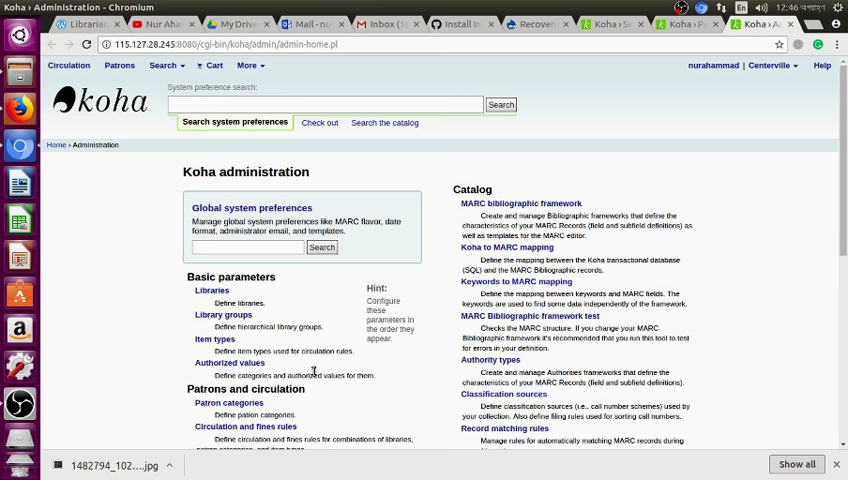 Koha › Administration - Chromium
En
12:46 অপরাহ্ণ
Librarian
Nur Aha
My Drive
Mail - nu
Inbox (1)
Install In
Recover
Koha › Se
Koha › Pa
Koha › A
115.127.28.245:8080/cgi-bin/koha/admin/admin-home.pl
Circulation
Patrons
Search
Cart
More
nurahammad
Centerville
Help
koha
System preference search:
Search
Search system preferences
Check out
Search the catalog
Home › Administration
Koha administration
Global system preferences
Manage global system preferences like MARC flavor, date
format, administrator email, and templates.
Search
Basic parameters
Libraries
Define libraries.
Library groups
Define hierarchical library groups.
Item types
Define item types used for circulation rules.
Authorized values
Define categories and authorized values for them.
Hint:
Configure
these
parameters in
the order they
appear.
Patrons and circulation
Patron categories
Define patron categories.
Circulation and fines rules
Define circulation and fines rules for combinations of libraries,
Catalog
MARC bibliographic framework
Create and manage Bibliographic frameworks that define the
characteristics of your MARC Records (field and subfield definitions) as
well as templates for the MARC editor.
Koha to MARC mapping
Define the mapping between the Koha transactional database
(SQL) and the MARC Bibliographic records.
Keywords to MARC mapping
Define the mapping between keywords and MARC fields. The
keywords are used to find some data independently of the framework.
MARC Bibliographic framework test
Checks the MARC structure. If you change your MARC
Bibliographic framework it's recommended that you run this tool to test
for errors in your definition.
Authority types
Create and manage Authorities frameworks that define the
characteristics of your MARC Records (field and subfield definitions).
Classification sources
Define classification sources (i.e., call number schemes) used by
your collection. Also define filing rules used for sorting call numbers.
Record matching rules
Manage rules for automatically matching MARC records during
1482794_102....jpg
Show all